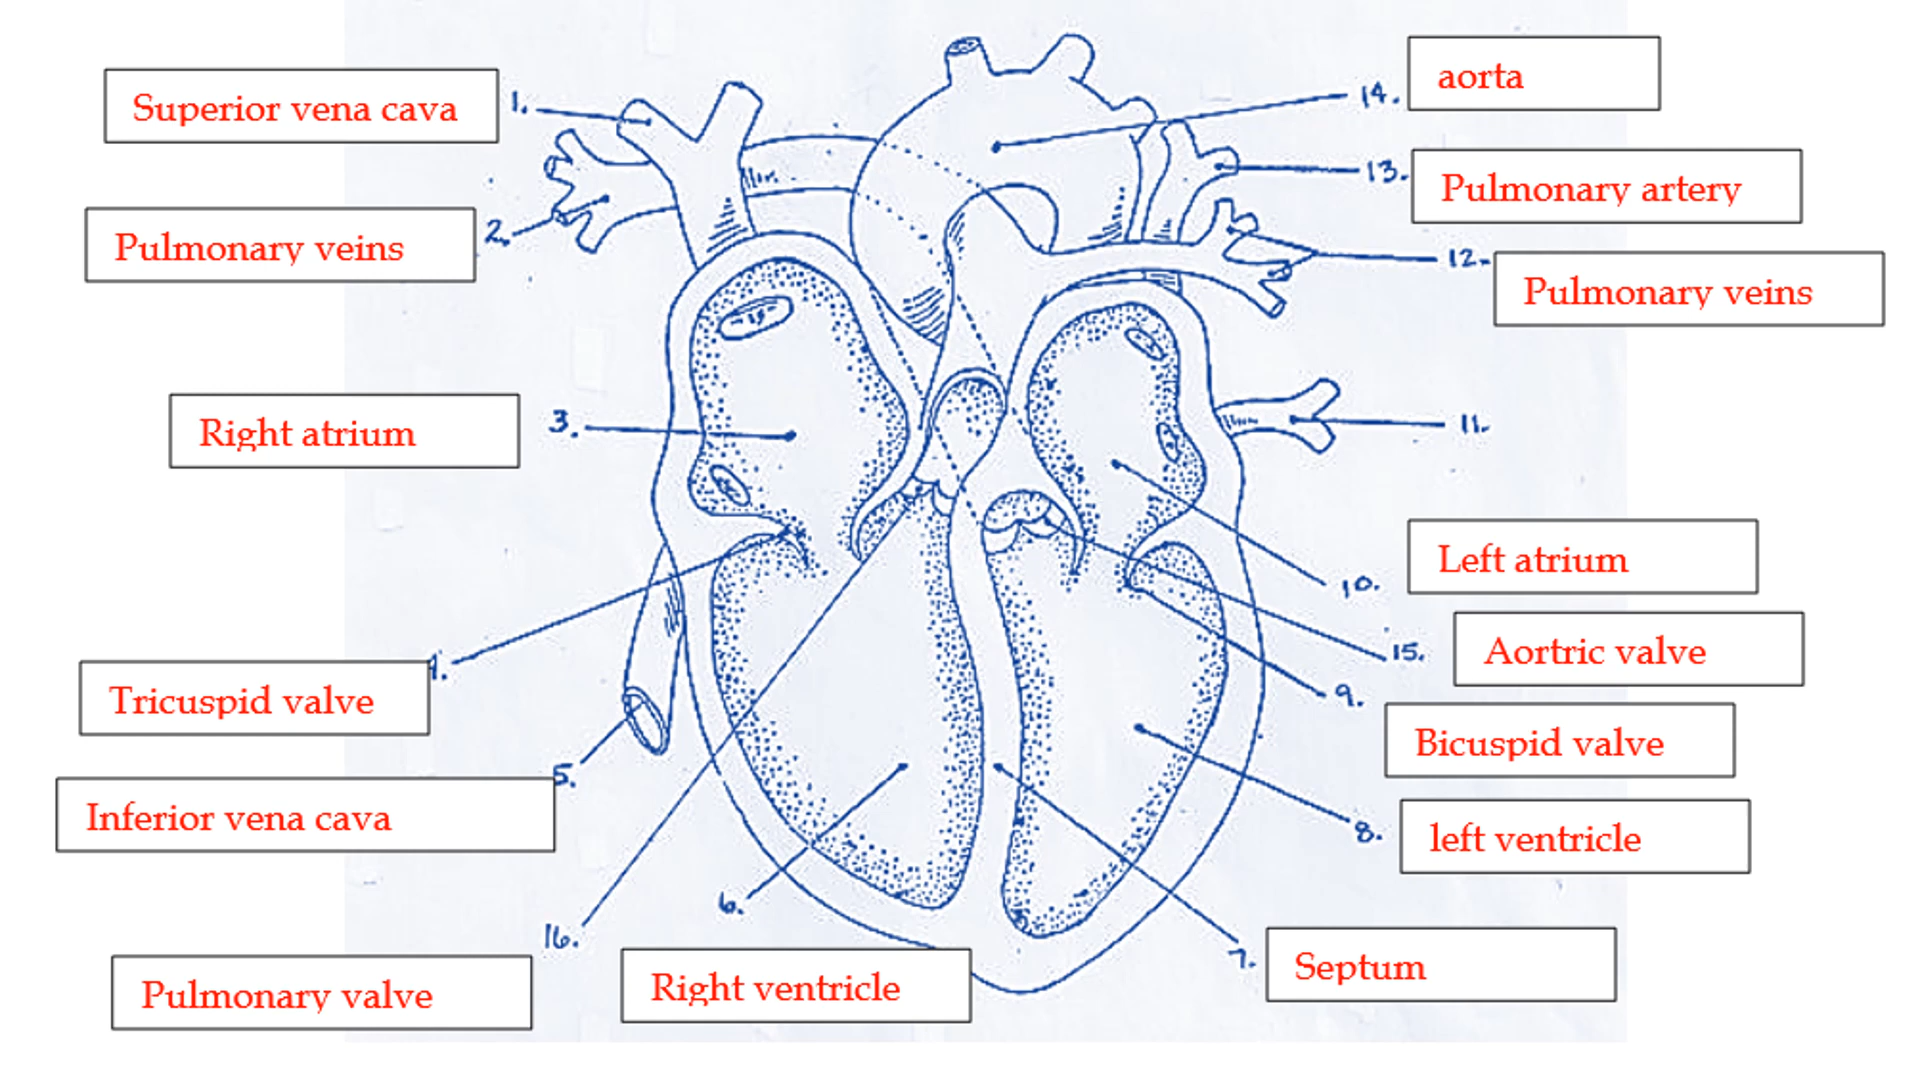 Superior vena cava 1.
Pulmonary veins 2.
Right atrium 3.
Tricuspid valve 4.
Inferior vena cava 5.
Pulmonary valve 16.
6. Right ventricle
14. aorta
13. Pulmonary artery
12. Pulmonary veins
11.
10. Left atrium
15. Aortric valve
9. Bicuspid valve
8. left ventricle
7. Septum